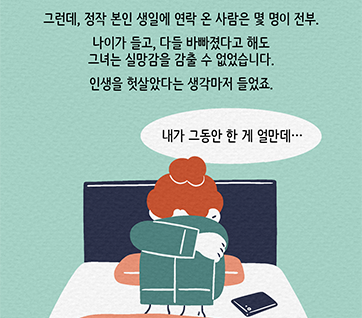 그런데, 정작 본인 생일에 연락 온 사람은 몇 명이 전부.
나이가 들고, 다들 바빠졌다고 해도
그녀는 실망감을 감출 수 없었습니다.
인생을 헛살았다는 생각마저 들었죠.
내가 그동안 한 게 얼만데…